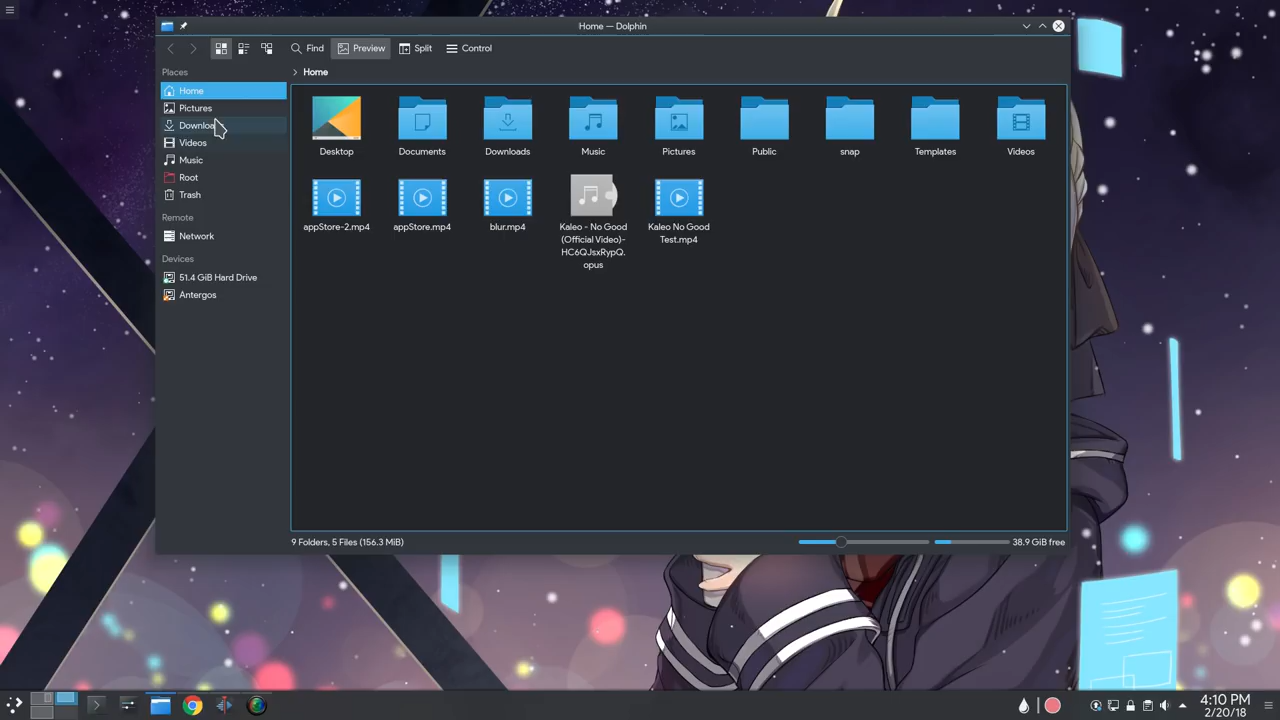 Home — Dolphin
Find
Preview
Split
Control
Places
Home
Home
Pictures
Downloa
Videos
Music
Root
Trash
Remote
Network
Devices
51.4 GiB Hard Drive
Antergos
Desktop
Documents
Downloads
Music
Pictures
Public
snap
Templates
Videos
appStore-2.mp4
appStore.mp4
blur.mp4
Kaleo - No Good
(Official Video)-
HC6QJsxRypQ.
opus
Kaleo No Good
Test.mp4
9 Folders, 5 Files (156.3 MiB)
38.9 GiB free
4:10 PM
2/20/18